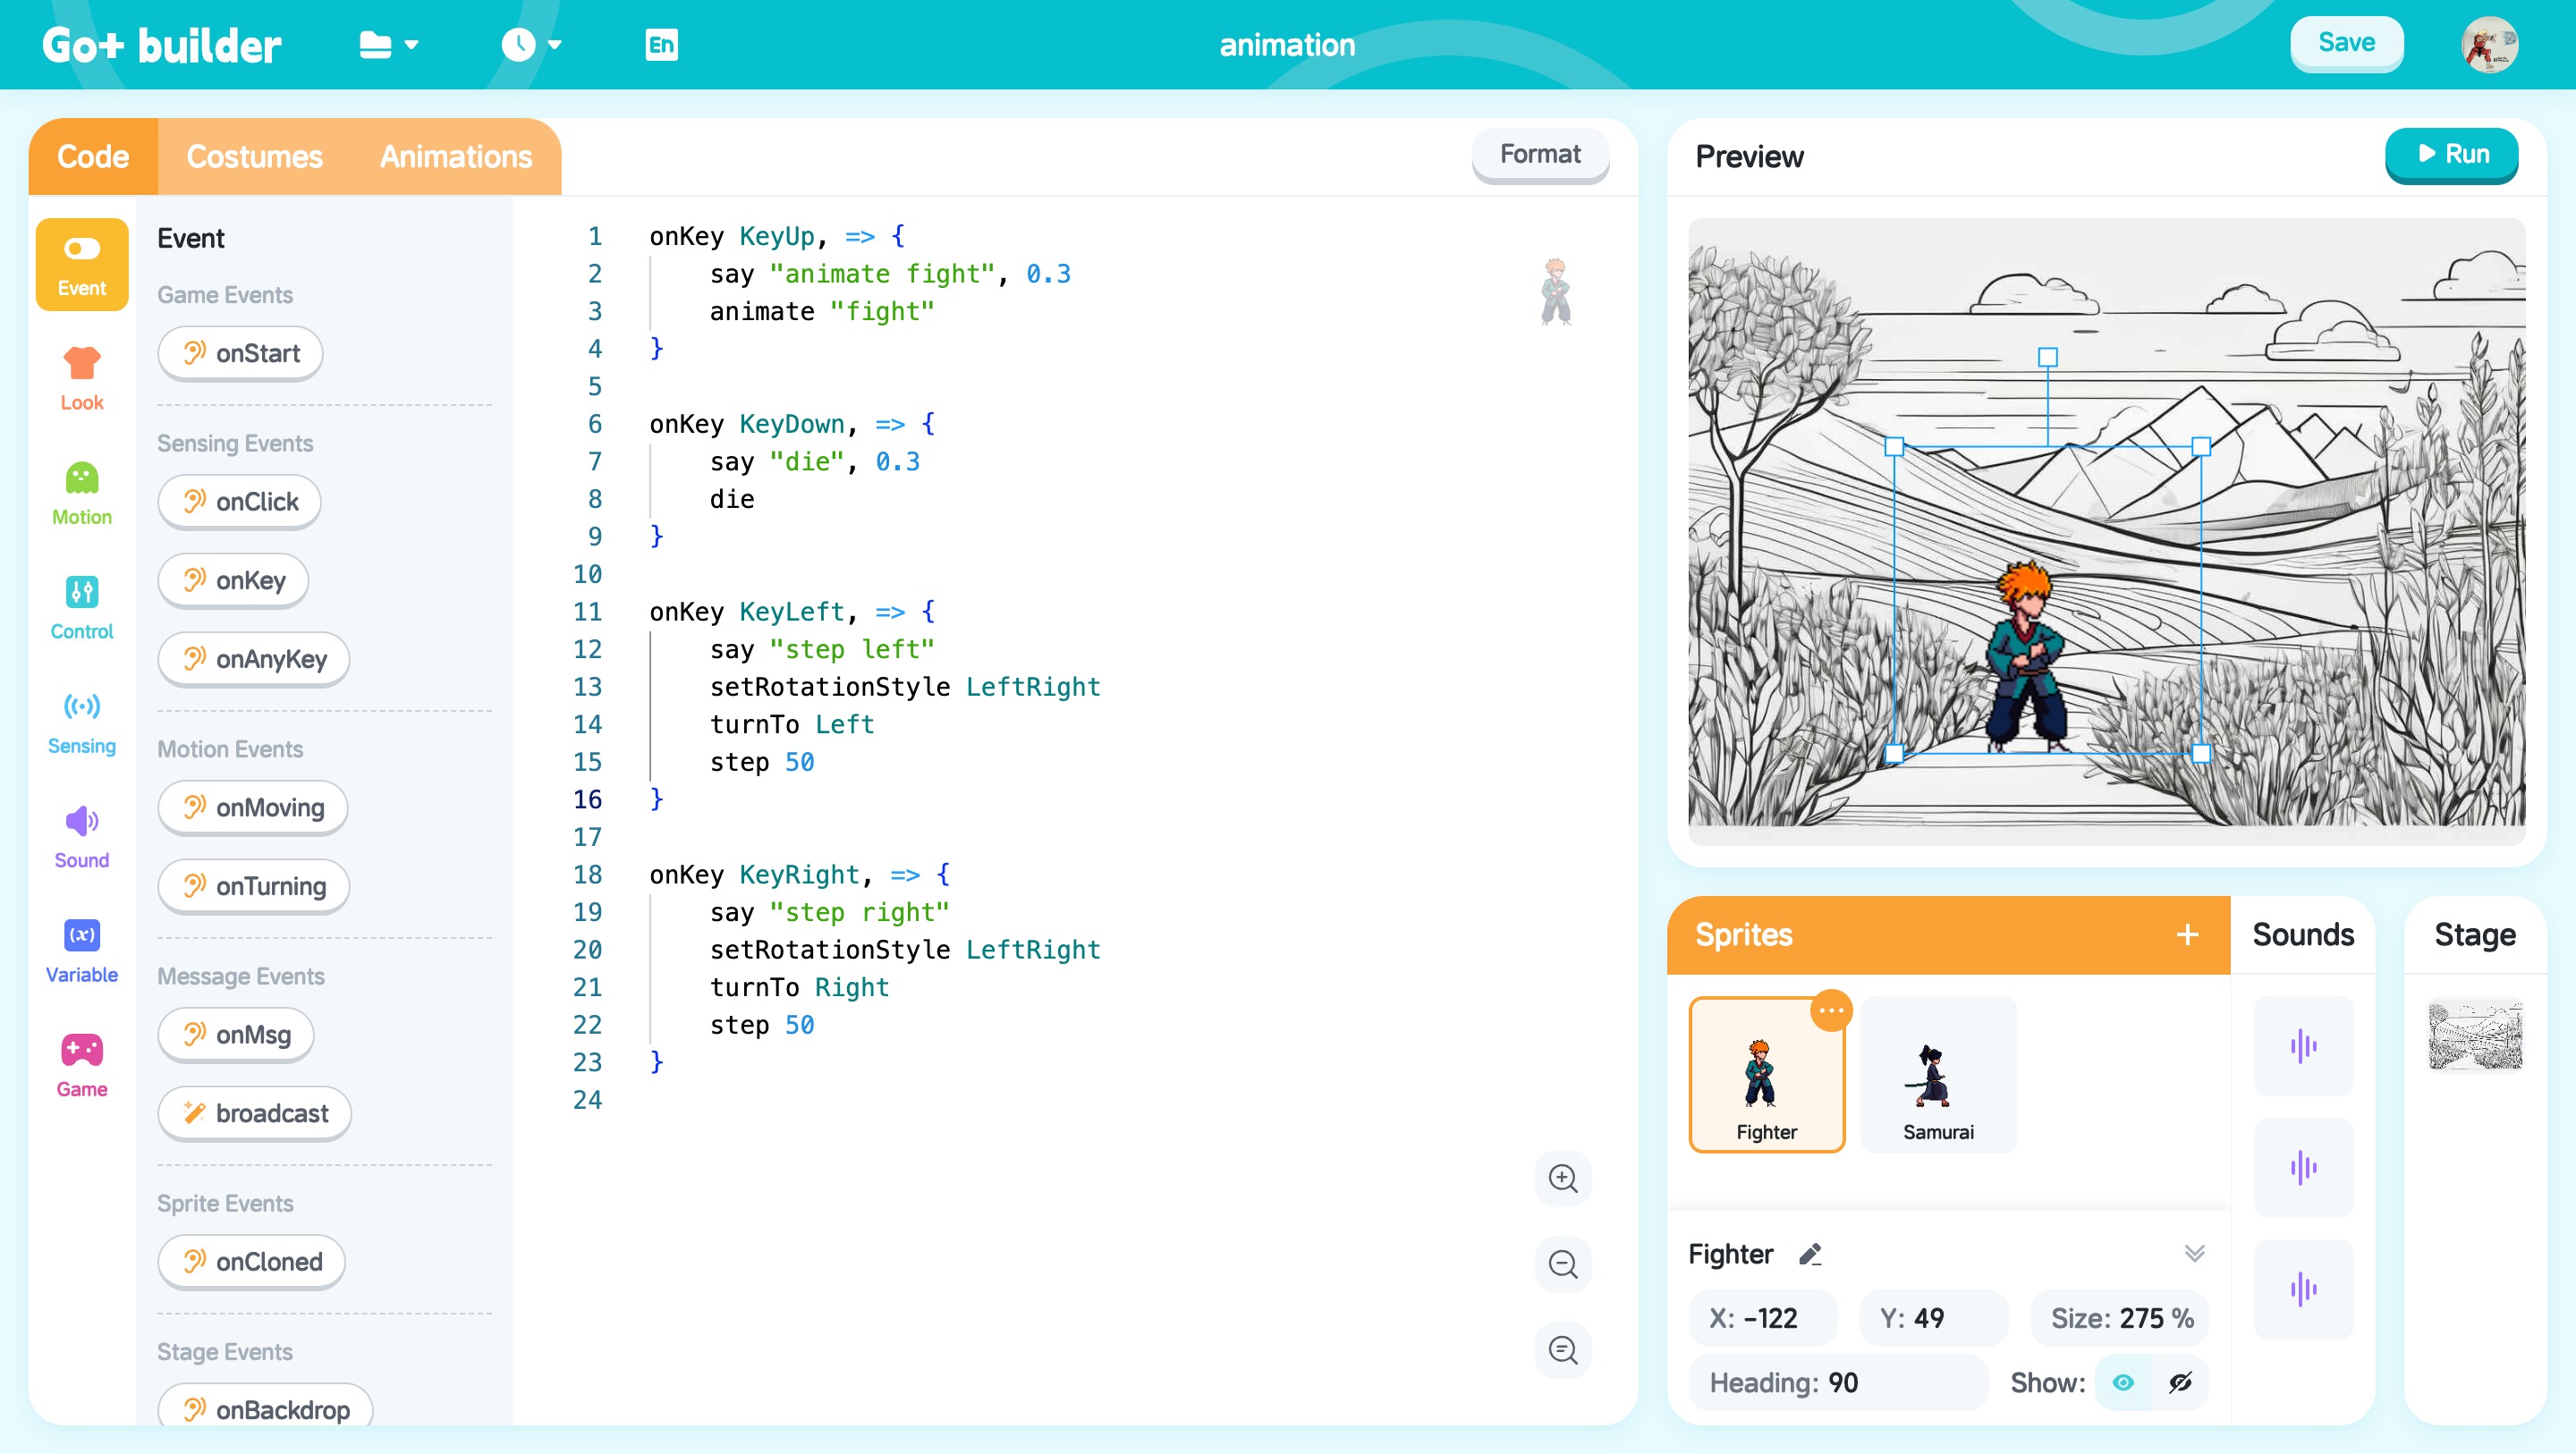 Go+ builder
En
animation
Save
Code
Costumes
Animations
Format
Event
Look
Motion
Control
Sensing
Sound
(x)
Variable
Game
Event
Game Events
onStart
Sensing Events
onClick
onKey
onAnyKey
Motion Events
onMoving
onTurning
Message Events
onMsg
broadcast
Sprite Events
onCloned
Stage Events
onBackdrop
1 onKey KeyUp, => {
2 say "animate fight", 0.3
3 animate "fight"
4 }
5
6 onKey KeyDown, => {
7 say "die", 0.3
8 die
9 }
10
11 onKey KeyLeft, => {
12 say "step left"
13 setRotationStyle LeftRight
14 turnTo Left
15 step 50
16 }
17
18 onKey KeyRight, => {
19 say "step right"
20 setRotationStyle LeftRight
21 turnTo Right
22 step 50
23 }
24
Preview
Run
Sprites +
Fighter
Samurai
Fighter
X: -122
Y: 49
Size: 275 %
Heading: 90
Show:
Sounds
Stage